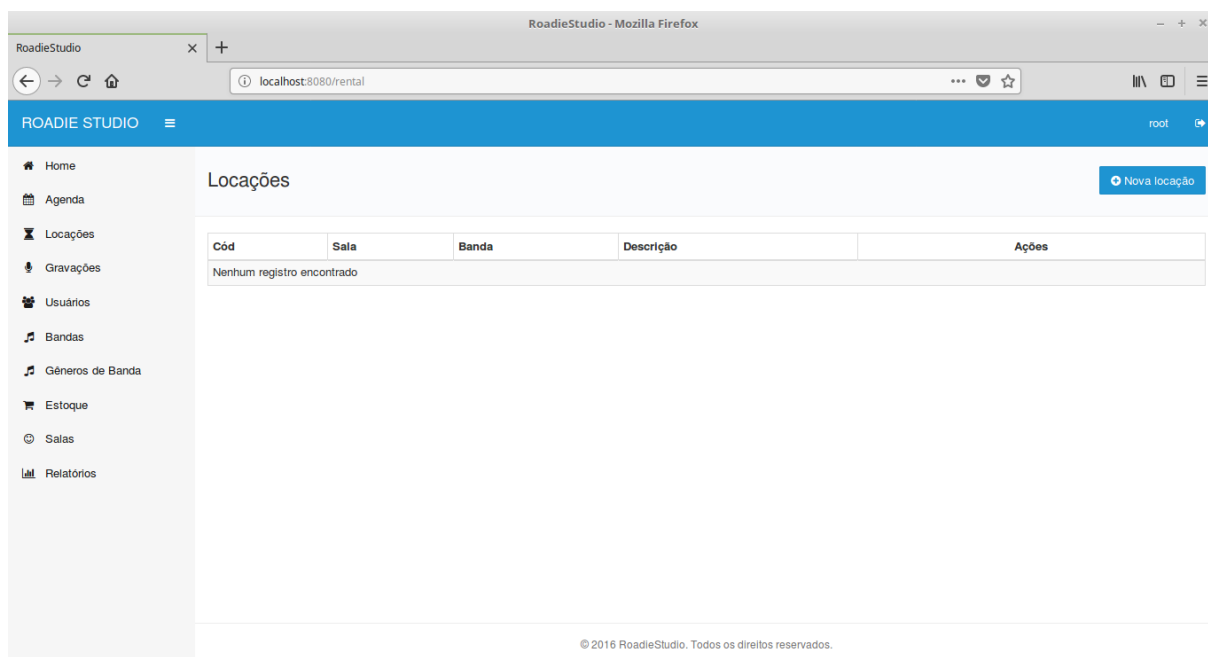 RoadieStudio - Mozilla Firefox
RoadieStudio
localhost:8080/rental
ROADIE STUDIO
root
Home
Agenda
Locações
Gravações
Usuários
Bandas
Gêneros de Banda
Estoque
Salas
Relatórios
Locações
Nova locação
Cód Sala Banda Descrição Ações
Nenhum registro encontrado
© 2016 RoadieStudio. Todos os direitos reservados.